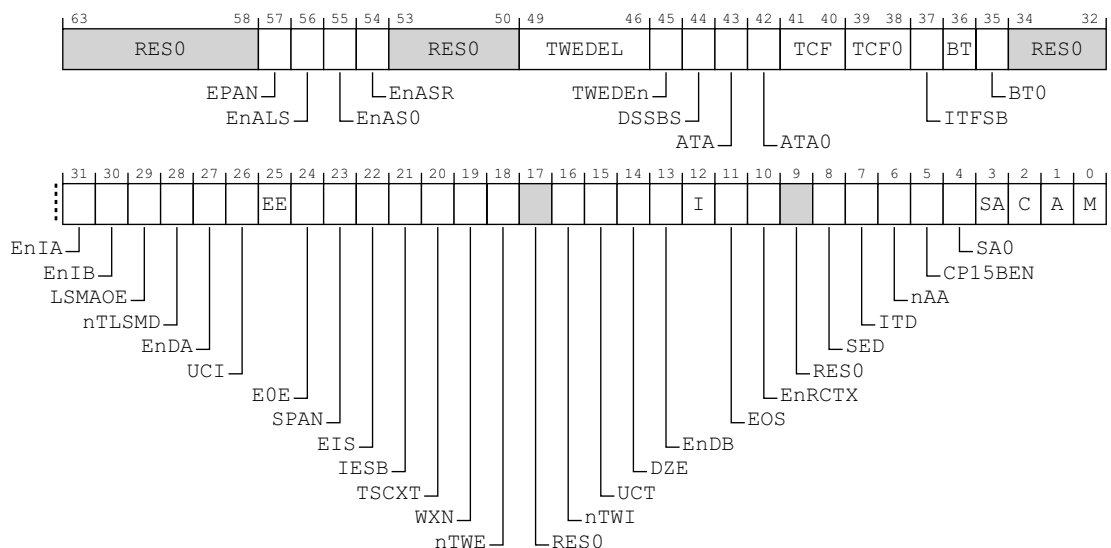 63 58 57 56 55 54 53 50 49 46 45 44 43 42 41 40 39 38 37 36 35 34 32
RES0 RES0 TWEDEL TCF TCF0 BT RES0
EPAN EnASR TWEDEn BT0
EnALS EnAS0 DSSBS ITFSB
ATA ATA0
31 30 29 28 27 26 25 24 23 22 21 20 19 18 17 16 15 14 13 12 11 10 9 8 7 6 5 4 3 2 1 0
EE I SA C A M
EnIA SA0
EnIB CP15BEN
LSMAOE nAA
nTLSMD ITD
EnDA SED
UCI RES0
E0E EnRCTX
SPAN EOS
EIS EnDB
IESB DZE
TSCXT UCT
WXN nTWI
nTWE RES0